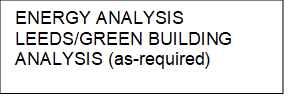 ENERGY ANALYSIS
LEEDS/GREEN BUILDING
ANALYSIS (as-required)